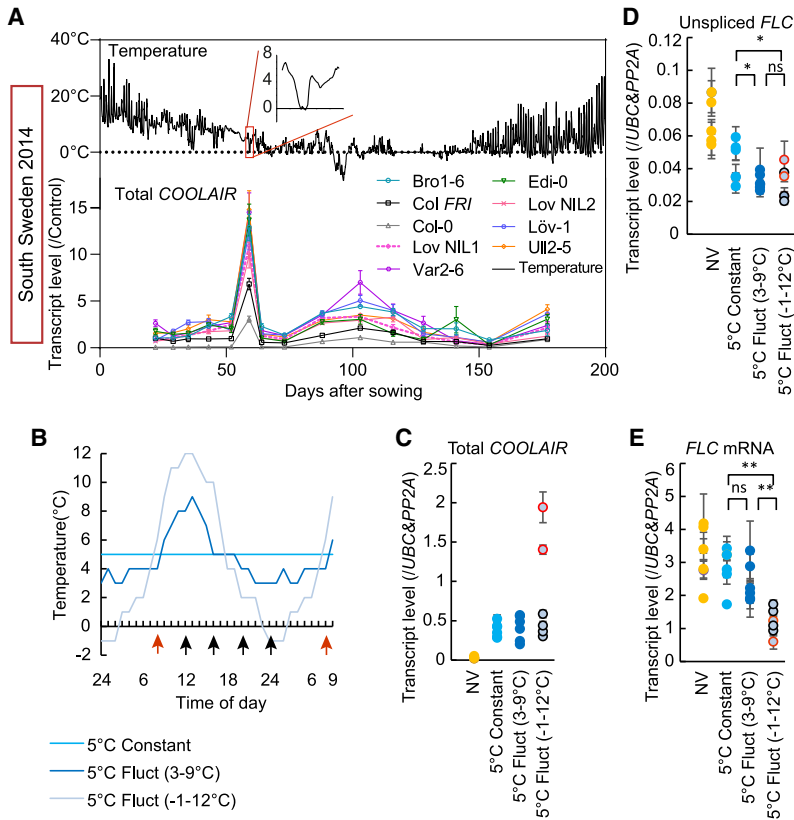 A
South Sweden 2014
40°C
20°C
0°C
Temperature
8
4
0
Total COOLAIR
Transcript level (/Control)
15
10
5
0
Bro1-6
Col FRI
Col-0
Lov NIL1
Var2-6
Edi-0
Lov NIL2
Löv-1
Ull2-5
Temperature
0 50 100 150 200
Days after sowing
D
Unspliced FLC
Transcript level (/UBC&PP2A)
0.12
0.1
0.08
0.06
0.04
0.02
0
*
* ns
NV
5°C Constant
5°C Fluct (3-9°C)
5°C Fluct (-1-12°C)
B
Temperature(°C)
12
10
8
6
4
2
0
-2
24 6 12 18 24 6 9
Time of day
5°C Constant
5°C Fluct (3-9°C)
5°C Fluct (-1-12°C)
C
Total COOLAIR
Transcript level (/UBC&PP2A)
2.5
2
1.5
1
0.5
0
NV
5°C Constant
5°C Fluct (3-9°C)
5°C Fluct (-1-12°C)
E
FLC mRNA
Transcript level (/UBC&PP2A)
6
5
4
3
2
1
0
**
ns **
NV
5°C Constant
5°C Fluct (3-9°C)
5°C Fluct (-1-12°C)